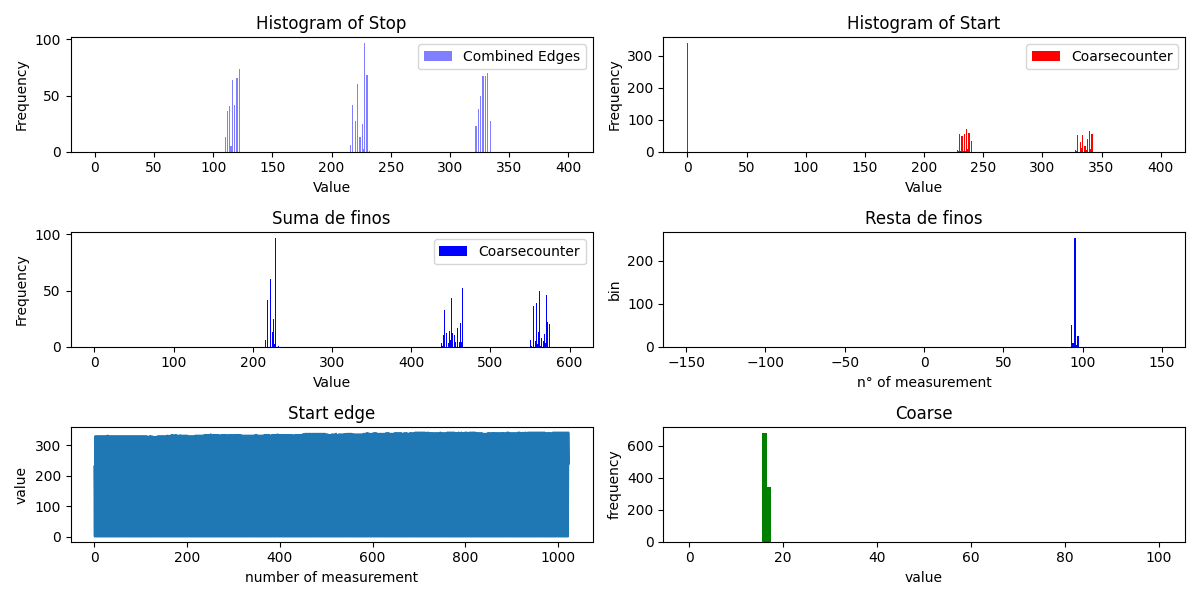 Histogram of Stop
Frequency
100
50
0
Combined Edges
0 50 100 150 200 250 300 350 400
Value
Histogram of Start
Frequency
300
200
100
0
Coarsecounter
0 50 100 150 200 250 300 350 400
Value
Suma de finos
Frequency
100
50
0
Coarsecounter
0 100 200 300 400 500 600
Value
Resta de finos
bin
200
100
0
−150 −100 −50 0 50 100 150
n° of measurement
Start edge
value
300
200
100
0
0 200 400 600 800 1000
number of measurement
Coarse
frequency
600
400
200
0
0 20 40 60 80 100
value